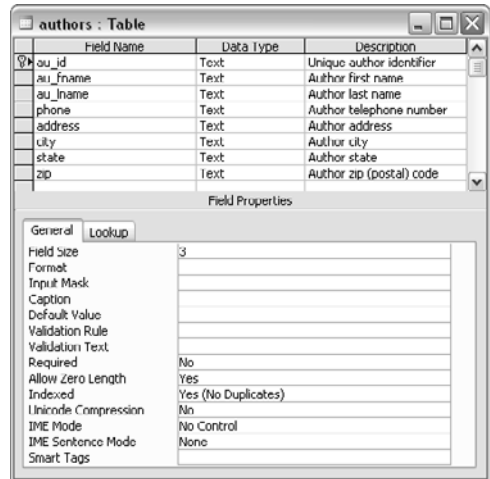 authors : Table
Field Name Data Type Description
au_id Text Unique author identifier
au_fname Text Author first name
au_lname Text Author last name
phone Text Author telephone number
address Text Author address
city Text Author city
state Text Author state
zip Text Author zip (postal) code
Field Properties
General Lookup
Field Size 3
Format
Input Mask
Caption
Default Value
Validation Rule
Validation Text
Required No
Allow Zero Length Yes
Indexed Yes (No Duplicates)
Unicode Compression No
IME Mode No Control
IME Sentence Mode None
Smart Tags